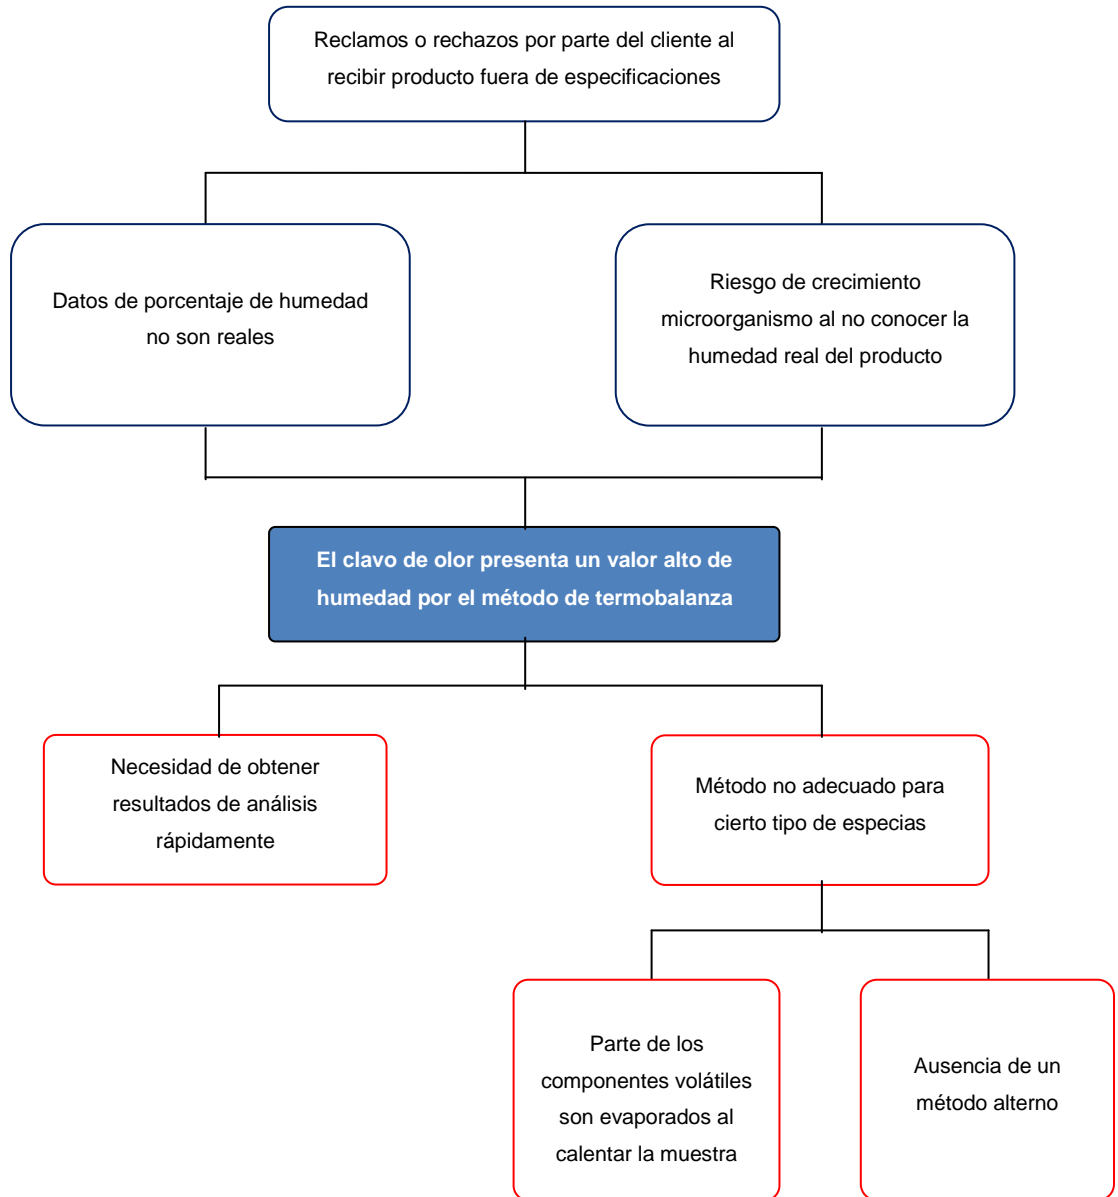 Reclamos o rechazos por parte del cliente al
recibir producto fuera de especificaciones
Datos de porcentaje de humedad
no son reales
Riesgo de crecimiento
microorganismo al no conocer la
humedad real del producto
El clavo de olor presenta un valor alto de
humedad por el método de termobalanza
Necesidad de obtener
resultados de análisis
rápidamente
Método no adecuado para
cierto tipo de especias
Parte de los
componentes volátiles
son evaporados al
calentar la muestra
Ausencia de un
método alterno